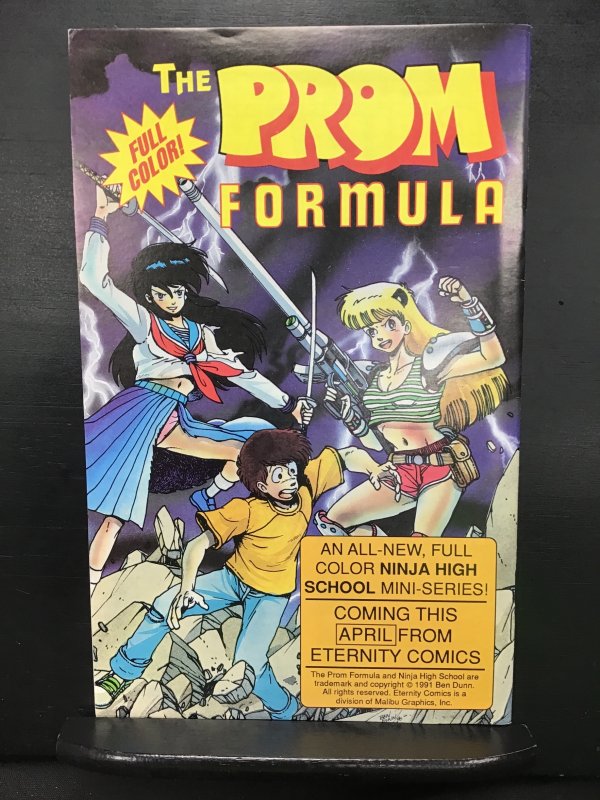 THE PROM
FORMULA
FULL
COLOR!
AN ALL-NEW, FULL
COLOR NINJA HIGH
SCHOOL MINI-SERIES!
COMING THIS
APRIL FROM
ETERNITY COMICS
The Prom Formula and Ninja High School are
trademark and copyright © 1991 Ben Dunn.
All rights reserved. Eternity Comics is a
division of Malibu Graphics, Inc.